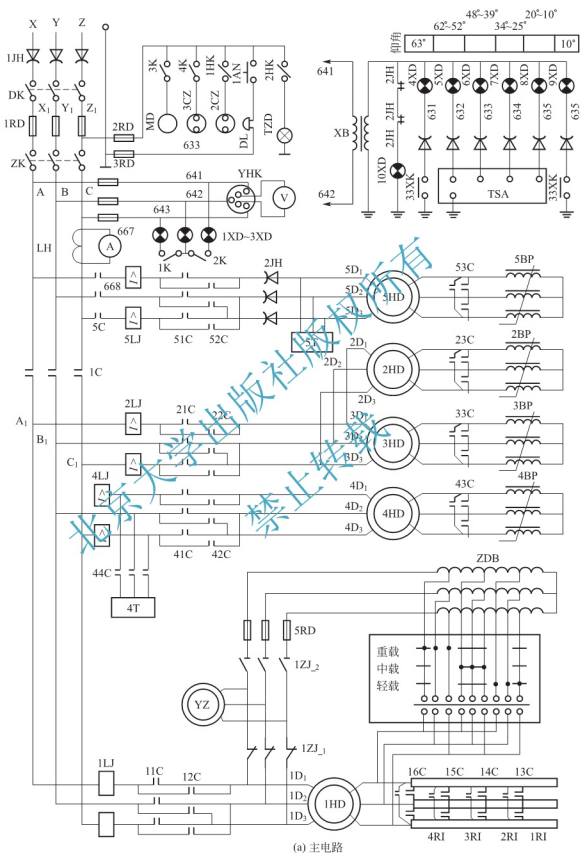 X Y Z
1JH
DK
X₁ Y₁ Z₁
1RD
2RD
3RD
ZK
A B C
3K 4K 1HK 1AN 2HK
MD 3CZ 2CZ DL TZD
633
641
642
643
YHK
V
667
LH
A
1XD~3XD
1K 2K
48°~39° 20°~10°
62°~52° 34°~25°
仰角 63° 10°
641
642
XB
2JH
2JH
2JH
4XD 5XD 6XD 7XD 8XD 9XD
631 632 633 634 635 635
10XD
33XK
TSA
33XK
668
5C
5LJ
51C 52C
2JH
5T
5D₁
5D₂
5D₃
5HD
53C
5BP
1C
A₁
B₁
C₁
2LJ
21C 22C
2D₁
2D₂
2D₃
2HD
23C
2BP
3D₁
3D₃
3HD
33C
3BP
4LJ
41C 42C
4D₁
4D₂
4D₃
4HD
43C
4BP
44C
4T
ZDB
5RD
1ZJ_2
YZ
1ZJ_1
重载
中载
轻载
1LJ
11C 12C
1D₁
1D₂
1D₃
1HD
16C 15C 14C 13C
4RI 3RI 2RI 1RI
(a) 主电路
北京大学出版社版权所有
禁止转载